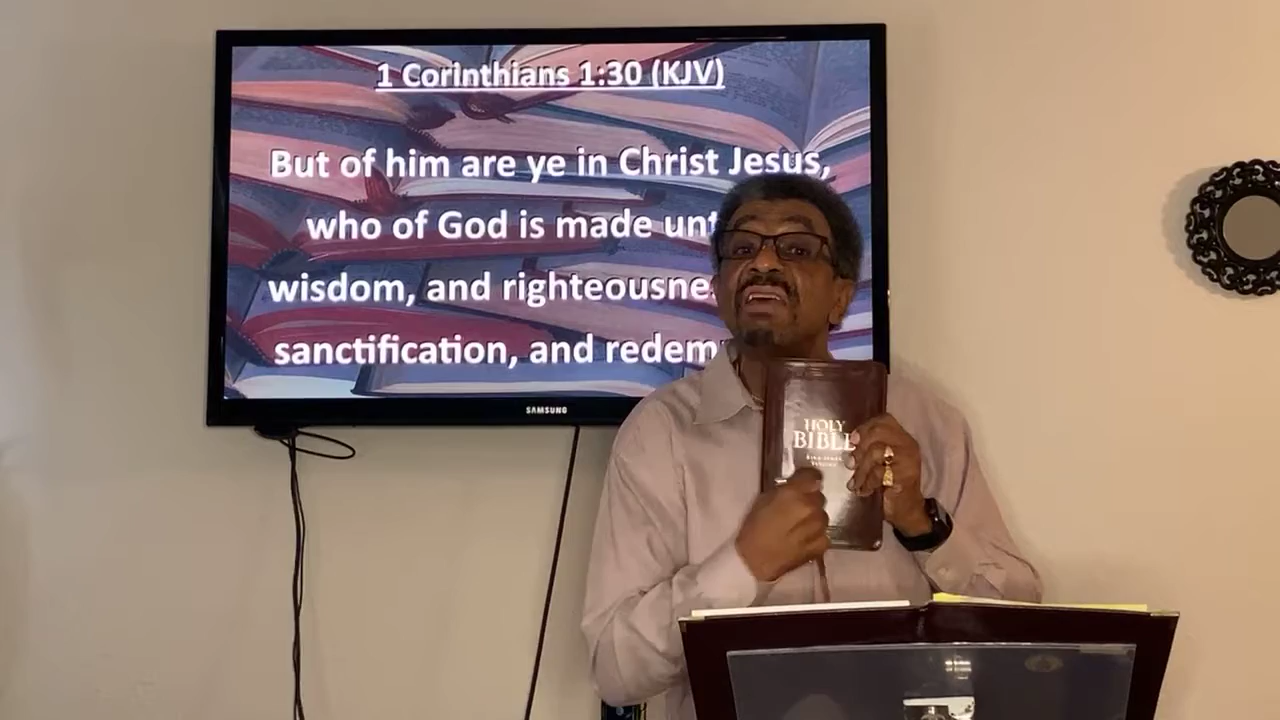 1 Corinthians 1:30 (KJV)
But of him are ye in Christ Jesus,
who of God is made unt
wisdom, and righteousne
sanctification, and redem
SAMSUNG
HOLY
BIBLE